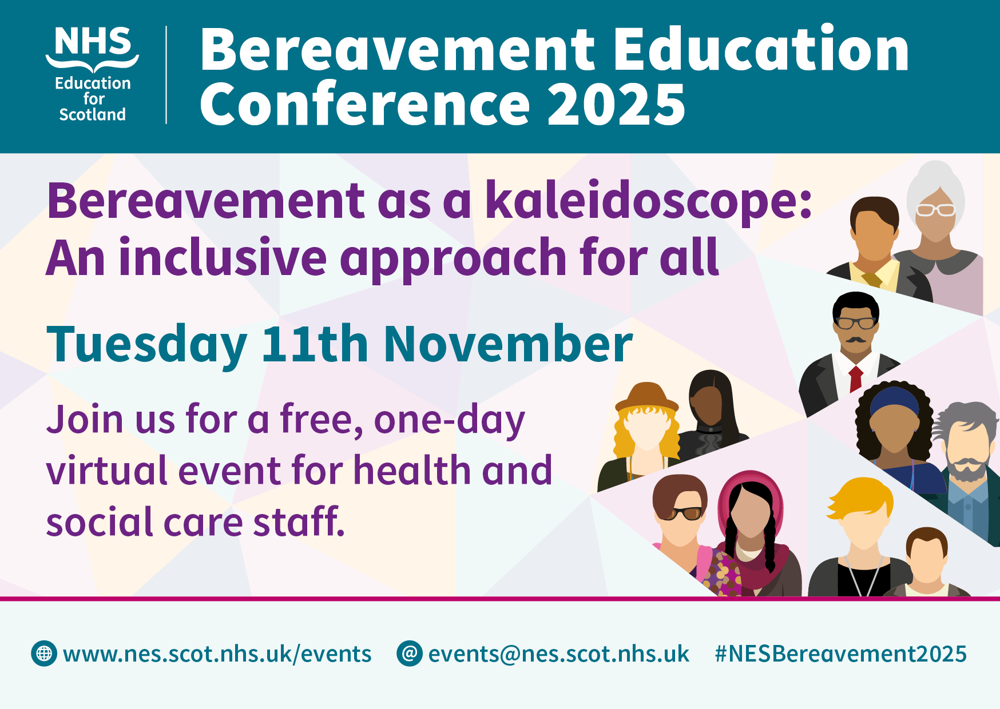 NHS
Education
for
Scotland
Bereavement Education
Conference 2025
Bereavement as a kaleidoscope:
An inclusive approach for all
Tuesday 11th November
Join us for a free, one-day
virtual event for health and
social care staff.
www.nes.scot.nhs.uk/events
@ events@nes.scot.nhs.uk
#NESBereavement2025